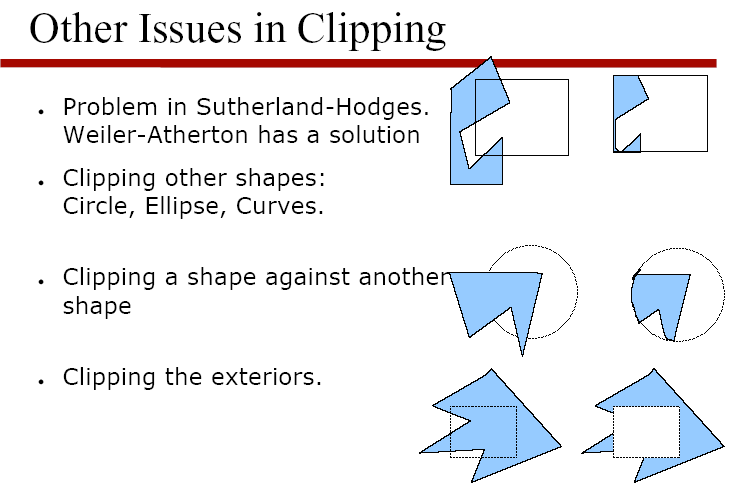 Other Issues in Clipping
• Problem in Sutherland-Hodges.
Weiler-Atherton has a solution
• Clipping other shapes:
Circle, Ellipse, Curves.
• Clipping a shape against another
shape
• Clipping the exteriors.